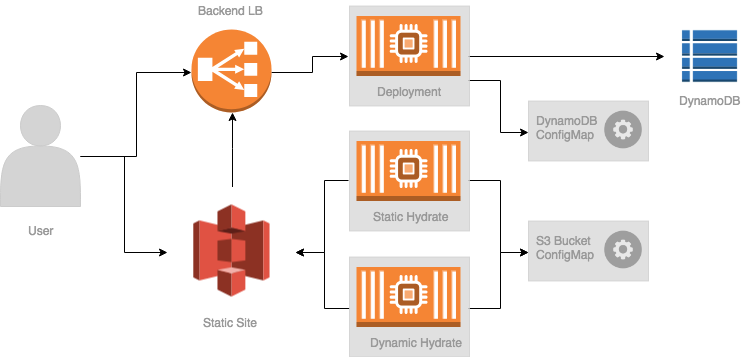 Backend LB
Deployment
DynamoDB
DynamoDB
ConfigMap
User
Static Hydrate
S3 Bucket
ConfigMap
Static Site
Dynamic Hydrate